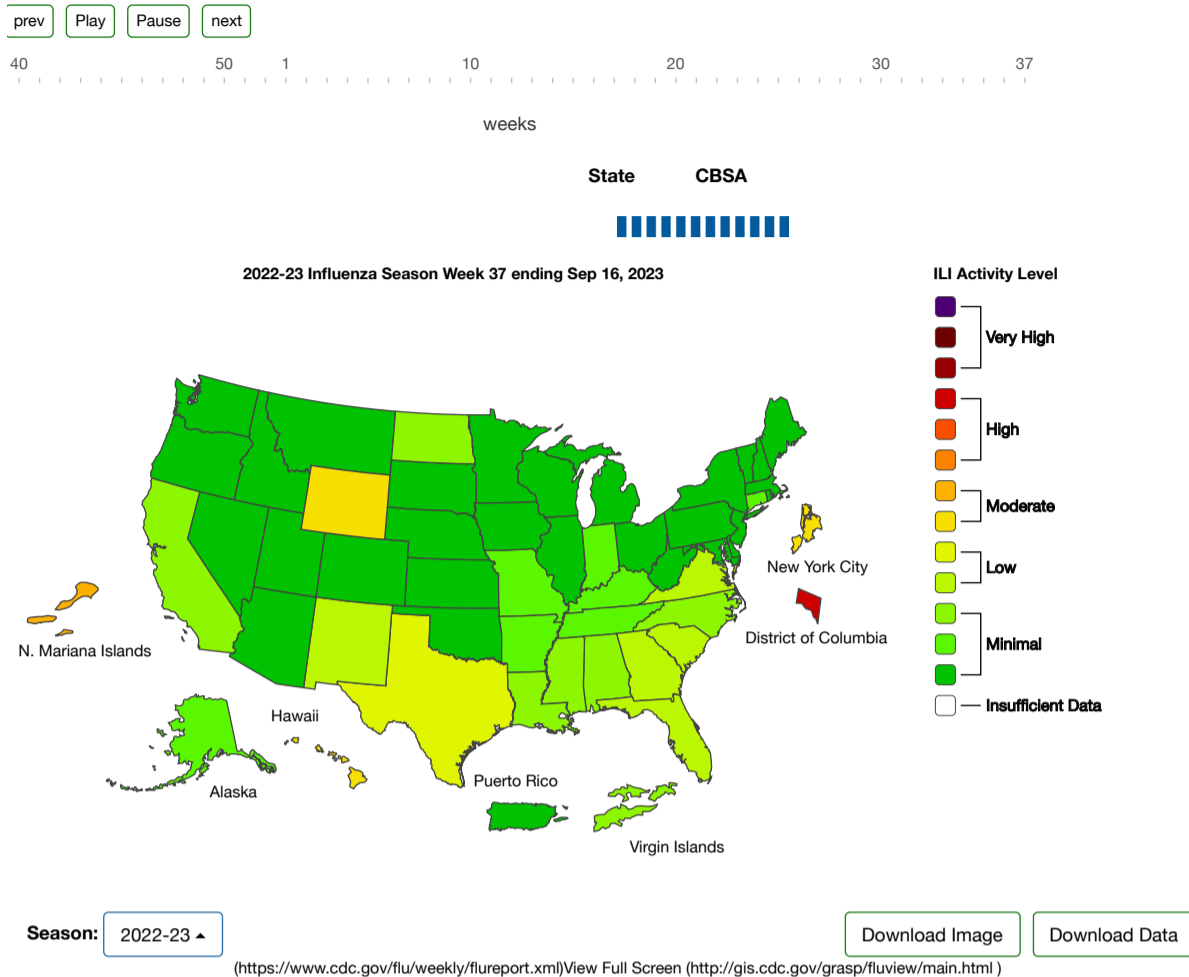 prev Play Pause next
40 50 1 10 20 30 37
weeks
State CBSA
2022-23 Influenza Season Week 37 ending Sep 16, 2023
ILI Activity Level
Very High
High
Moderate
Low
Minimal
Insufficient Data
New York City
District of Columbia
N. Mariana Islands
Hawaii
Alaska
Puerto Rico
Virgin Islands
Season: 2022-23
Download Image Download Data
(https://www.cdc.gov/flu/weekly/flureport.xml)View Full Screen (http://gis.cdc.gov/grasp/fluview/main.html )